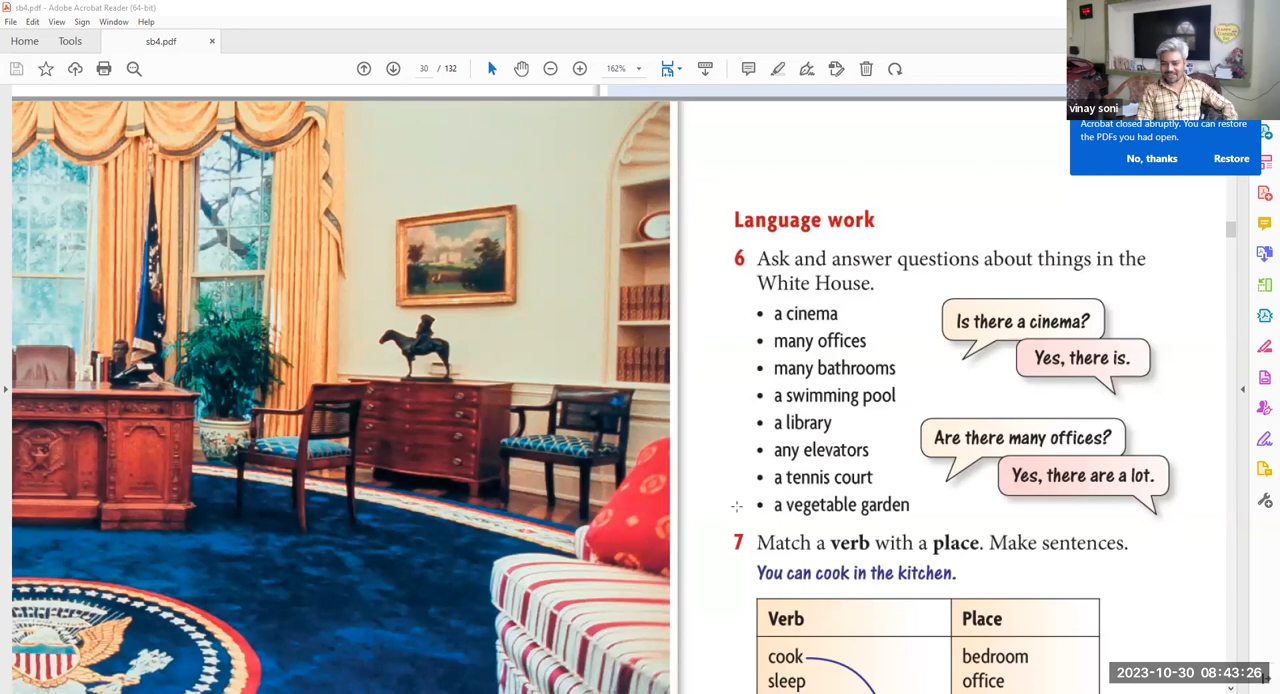 sb4.pdf - Adobe Acrobat Reader (64-bit)
File Edit View Sign Window Help
Home Tools sb4.pdf ×
30 / 132 162%
vinay soni
Acrobat closed abruptly. You can restore
the PDFs you had open.
No, thanks Restore
Language work
6 Ask and answer questions about things in the
White House.
• a cinema
• many offices
• many bathrooms
• a swimming pool
• a library
• any elevators
• a tennis court
• a vegetable garden
Is there a cinema?
Yes, there is.
Are there many offices?
Yes, there are a lot.
7 Match a verb with a place. Make sentences.
You can cook in the kitchen.
Verb Place
cook bedroom
sleep office
2023-10-30 08:43:26